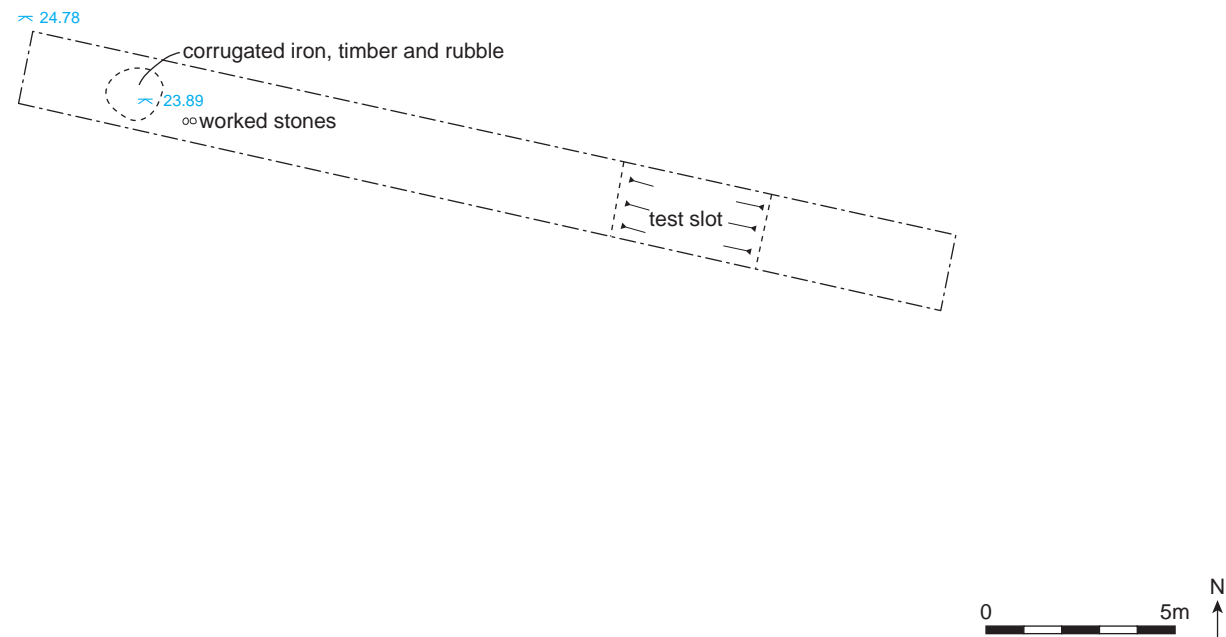 24.78
corrugated iron, timber and rubble
23.89
worked stones
test slot
N
0 5m